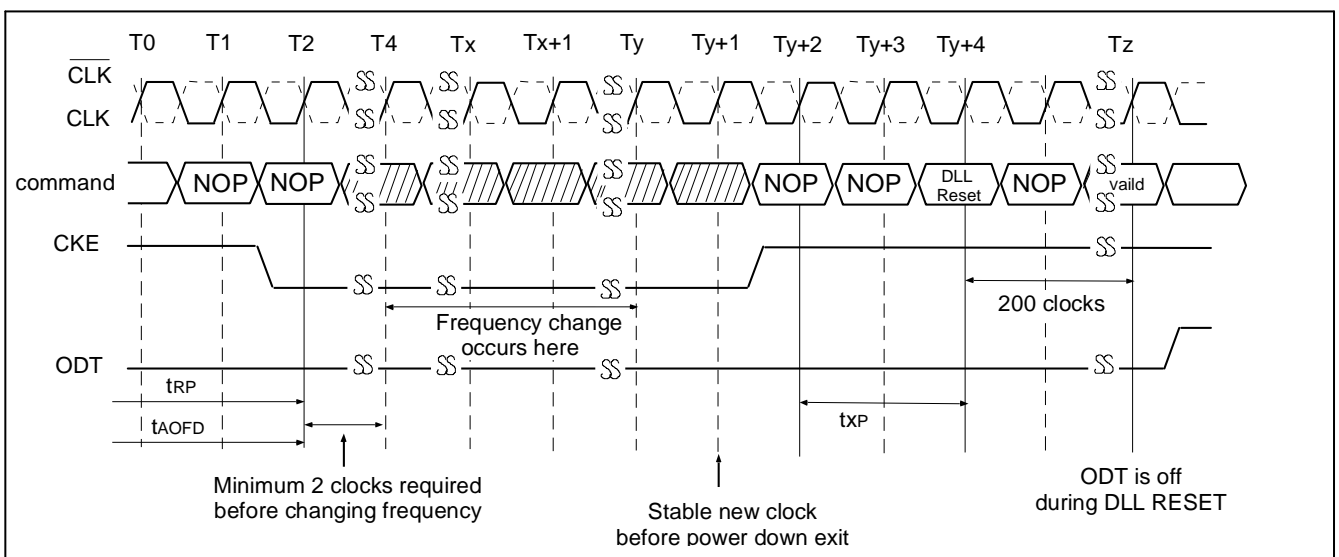 T0 T1 T2 T4 Tx Tx+1 Ty Ty+1 Ty+2 Ty+3 Ty+4 Tz
CLK
CLK
command NOP NOP NOP NOP DLL Reset NOP vaild
CKE
200 clocks
Frequency change
occurs here
ODT
tRP
tAOFD
txP
Minimum 2 clocks required
before changing frequency
Stable new clock
before power down exit
ODT is off
during DLL RESET